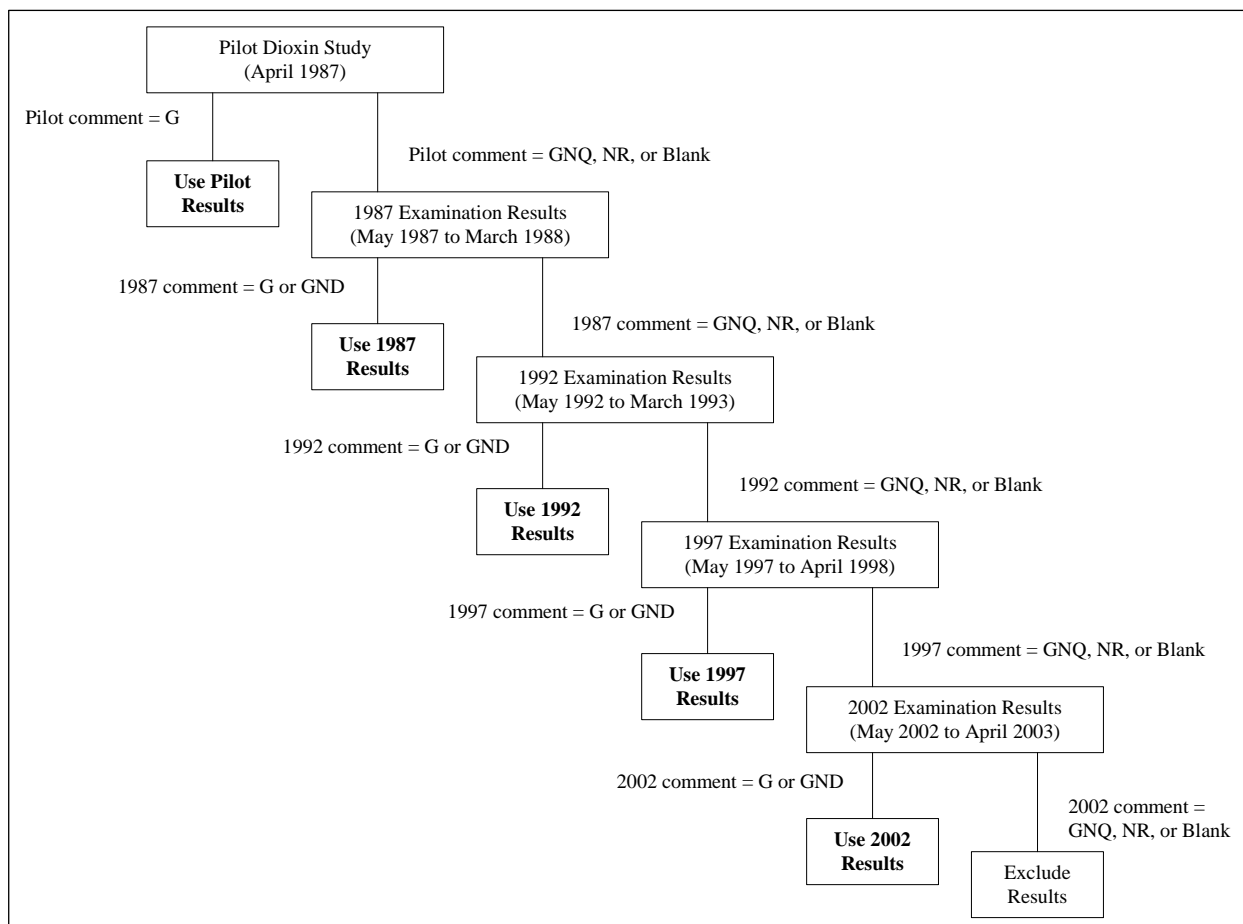 Pilot Dioxin Study
(April 1987)
Pilot comment = G
Pilot comment = GNQ, NR, or Blank
Use Pilot
Results
1987 Examination Results
(May 1987 to March 1988)
1987 comment = G or GND
1987 comment = GNQ, NR, or Blank
Use 1987
Results
1992 Examination Results
(May 1992 to March 1993)
1992 comment = G or GND
1992 comment = GNQ, NR, or Blank
Use 1992
Results
1997 Examination Results
(May 1997 to April 1998)
1997 comment = G or GND
1997 comment = GNQ, NR, or Blank
Use 1997
Results
2002 Examination Results
(May 2002 to April 2003)
2002 comment = G or GND
2002 comment =
GNQ, NR, or Blank
Use 2002
Results
Exclude
Results